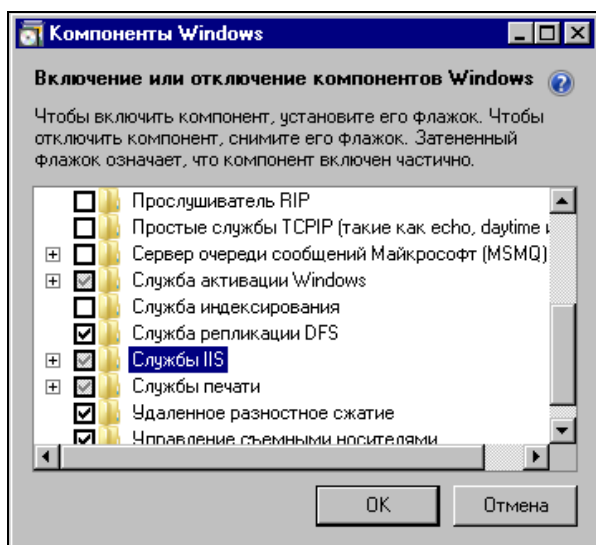 Компоненты Windows
Включение или отключение компонентов Windows
Чтобы включить компонент, установите его флажок. Чтобы
отключить компонент, снимите его флажок. Затененный
флажок означает, что компонент включен частично.
Прослушиватель RIP
Простые службы TCPIP (такие как echo, daytime и
Сервер очереди сообщений Майкрософт (MSMQ)
Служба активации Windows
Служба индексирования
Служба репликации DFS
Службы IIS
Службы печати
Удаленное разностное сжатие
Управление съемными носителями
OK
Отмена